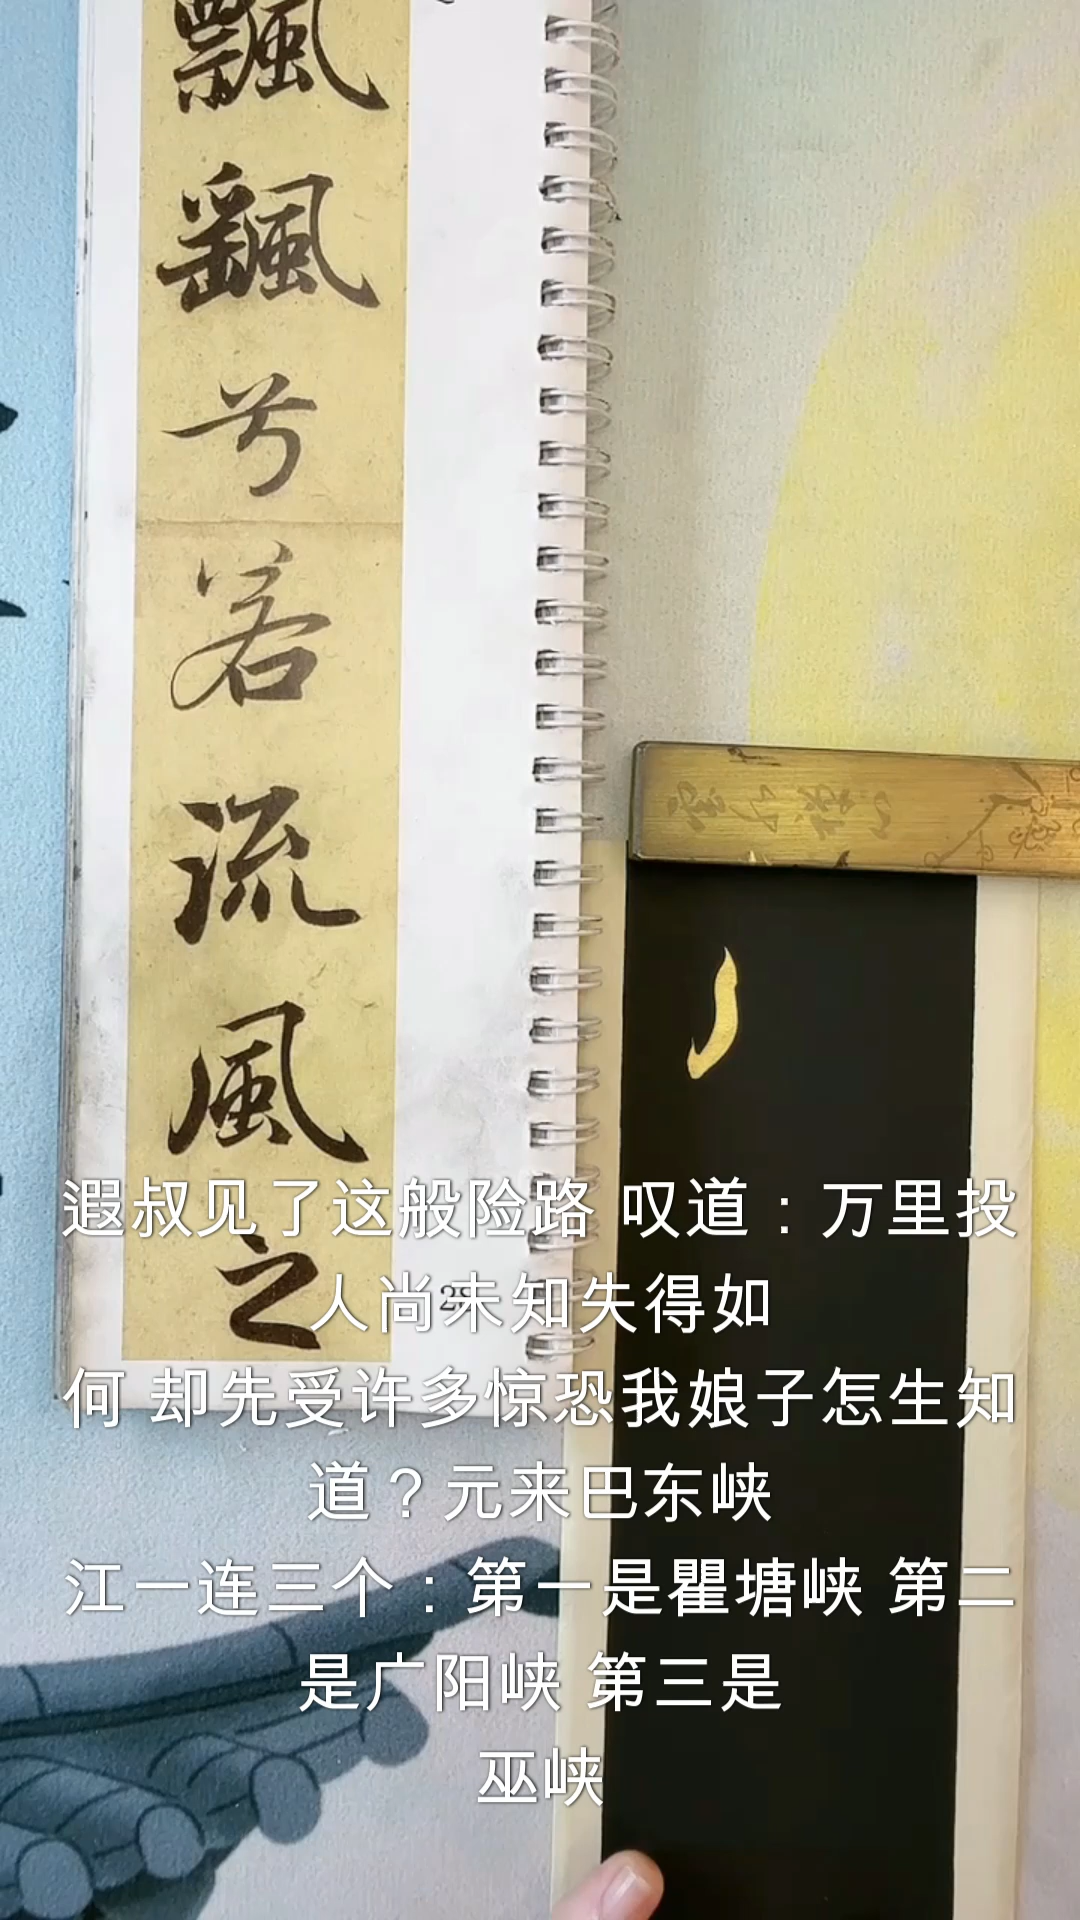 飄
飖
兮
若
流
風
之
28
遐叔见了这般险路 叹道：万里投
人尚未知失得如
何 却先受许多惊恐我娘子怎生知
道？元来巴东峡
江一连三个：第一是瞿塘峡 第二
是广阳峡 第三是
巫峡